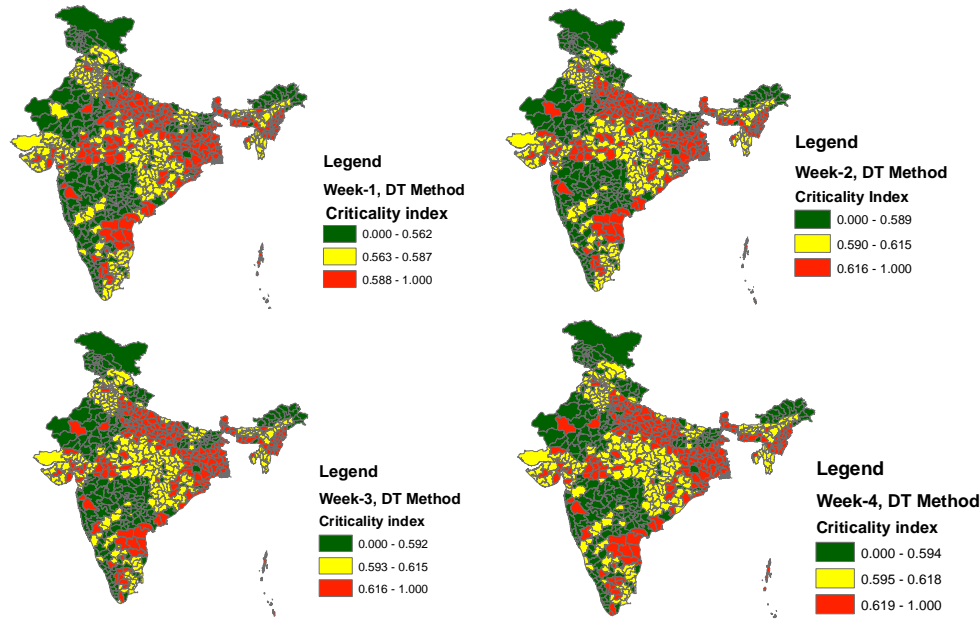 Legend
Week-1, DT Method
Criticality index
0.000 - 0.562
0.563 - 0.587
0.588 - 1.000
Legend
Week-2, DT Method
Criticality Index
0.000 - 0.589
0.590 - 0.615
0.616 - 1.000
Legend
Week-3, DT Method
Criticality index
0.000 - 0.592
0.593 - 0.615
0.616 - 1.000
Legend
Week-4, DT Method
Criticality index
0.000 - 0.594
0.595 - 0.618
0.619 - 1.000